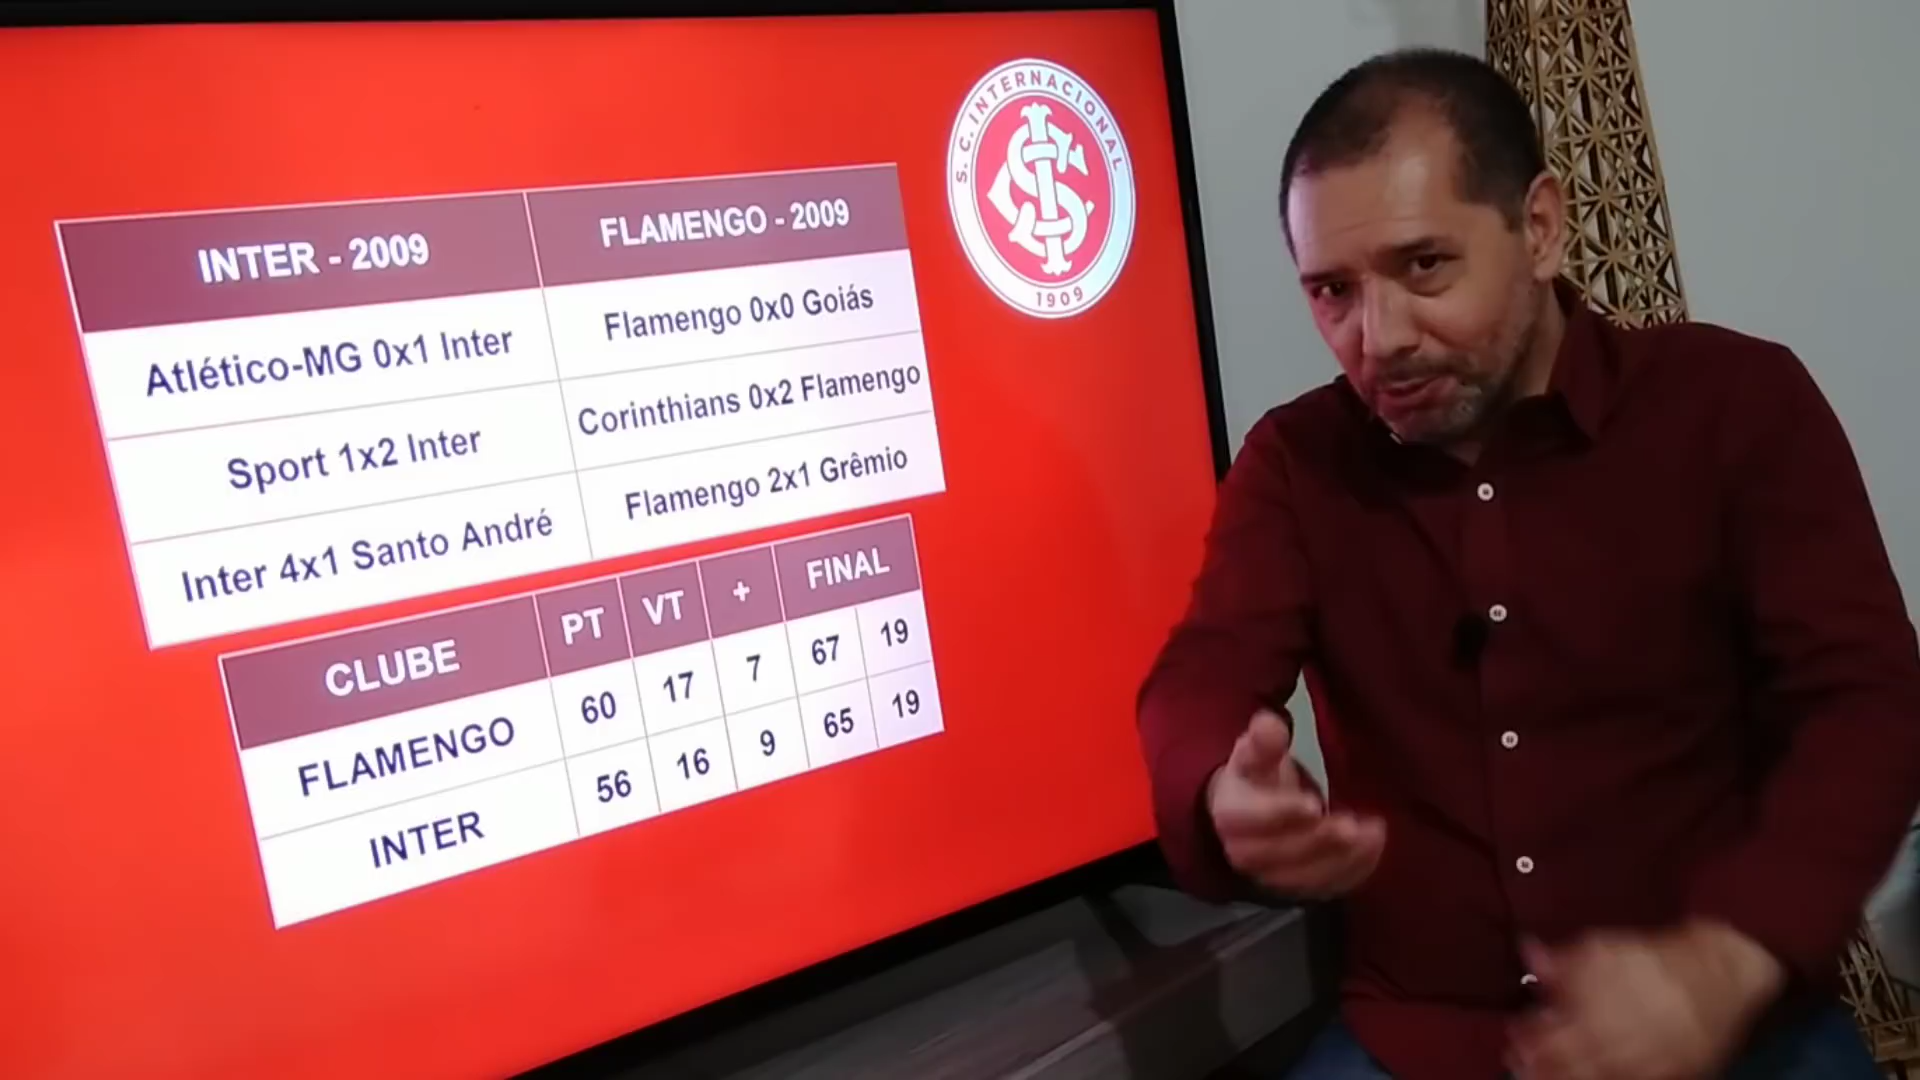 S. C. INTERNACIONAL
1909
INTER - 2009
FLAMENGO - 2009
Atlético-MG 0x1 Inter
Flamengo 0x0 Goiás
Sport 1x2 Inter
Corinthians 0x2 Flamengo
Inter 4x1 Santo André
Flamengo 2x1 Grêmio
CLUBE PT VT + FINAL
FLAMENGO 60 17 7 67 19
INTER 56 16 9 65 19